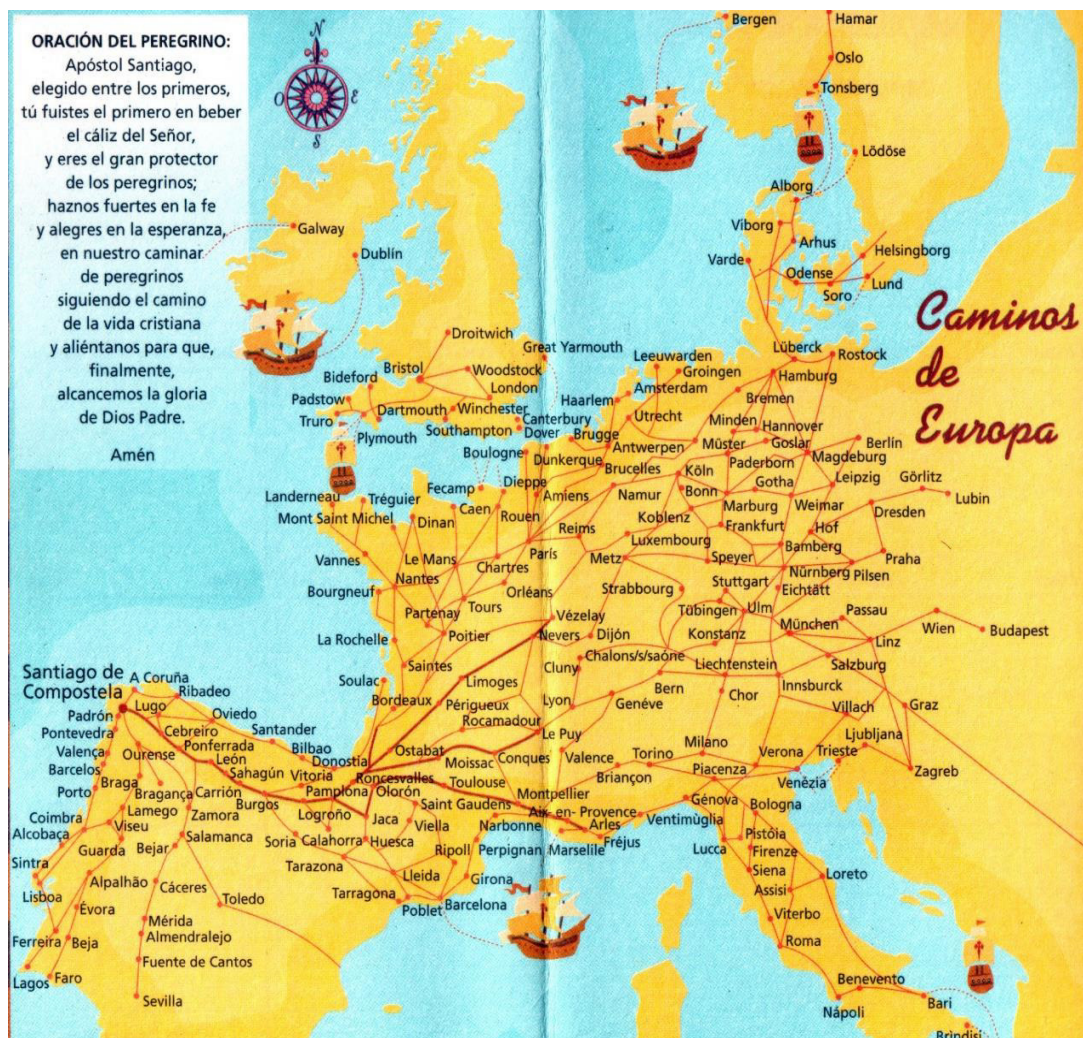 ORACIÓN DEL PEREGRINO:
Apóstol Santiago,
elegido entre los primeros,
tú fuistes el primero en beber
el cáliz del Señor,
y eres el gran protector
de los peregrinos;
haznos fuertes en la fe
y alegres en la esperanza,
en nuestro caminar
de peregrinos
siguiendo el camino
de la vida cristiana
y aliéntanos para que,
finalmente,
alcancemos la gloria
de Dios Padre.
Amén
N
O
E
S
Caminos
de
Europa
Bergen
Hamar
Oslo
Tonsberg
Lödöse
Alborg
Viborg
Arhus
Varde
Helsingborg
Odense
Soro
Lund
Galway
Dublín
Droitwich
Great Yarmouth
Bristol
Woodstock
Bideford
London
Padstow
Dartmouth
Winchester
Truro
Canterbury
Plymouth
Southampton
Dover
Leeuwarden
Groingen
Haarlem
Amsterdam
Utrecht
Lüberck
Rostock
Hamburg
Bremen
Minden
Hannover
Brugge
Boulogne
Dunkerque
Antwerpen
Müster
Goslar
Berlín
Magdeburg
Brucelles
Köln
Paderborn
Fecamp
Dieppe
Amiens
Namur
Bonn
Gotha
Leipzig
Görlitz
Lubin
Landerneau
Tréguier
Caen
Rouen
Koblenz
Marburg
Weimar
Dresden
Mont Saint Michel
Dinan
Reims
Frankfurt
Hof
Luxembourg
Vannes
Le Mans
París
Metz
Speyer
Bamberg
Praha
Chartres
Nürnberg
Pilsen
Bourgneuf
Nantes
Orléans
Strabbourg
Stuttgart
Eichtätt
Partenay
Tours
Vézelay
Tübingen
Ulm
Passau
La Rochelle
Poitier
Nevers
Dijón
Konstanz
München
Linz
Wien
Budapest
Saintes
Chalons/s/saóne
Liechtenstein
Salzburg
Santiago de
Compostela
A Coruña
Ribadeo
Soulac
Limoges
Cluny
Bern
Chor
Innsburck
Padrón
Lugo
Bordeaux
Périgueux
Lyon
Genéve
Villach
Graz
Pontevedra
Cebreiro
Oviedo
Santander
Rocamadour
Le Puy
Ljubljana
Valença
Ourense
Ponferrada
Bilbao
Ostabat
Milano
Trieste
Barcelos
León
Donostia
Moissac
Conques
Valence
Torino
Verona
Zagreb
Porto
Braga
Sahagún
Vitoria
Roncesvalles
Toulouse
Briançon
Piacenza
Venézia
Bragança
Carrión
Pamplona
Olorón
Montpellier
Coimbra
Lamego
Zamora
Burgos
Saint Gaudens
Aix- en- Provence
Génova
Bologna
Alcobaça
Viseu
Logroño
Jaca
Viella
Narbonne
Arles
Ventimùglia
Guarda
Salamanca
Soria
Calahorra
Huesca
Perpignan
Marselile
Fréjus
Pistòia
Sintra
Bejar
Tarazona
Ripoll
Lucca
Firenze
Lleida
Girona
Siena
Loreto
Lisboa
Alpalhão
Cáceres
Toledo
Tarragona
Poblet
Barcelona
Assisi
Évora
Mérida
Viterbo
Ferreira
Beja
Almendralejo
Roma
Lagos
Faro
Fuente de Cantos
Benevento
Sevilla
Nápoli
Bari
Brìndisi